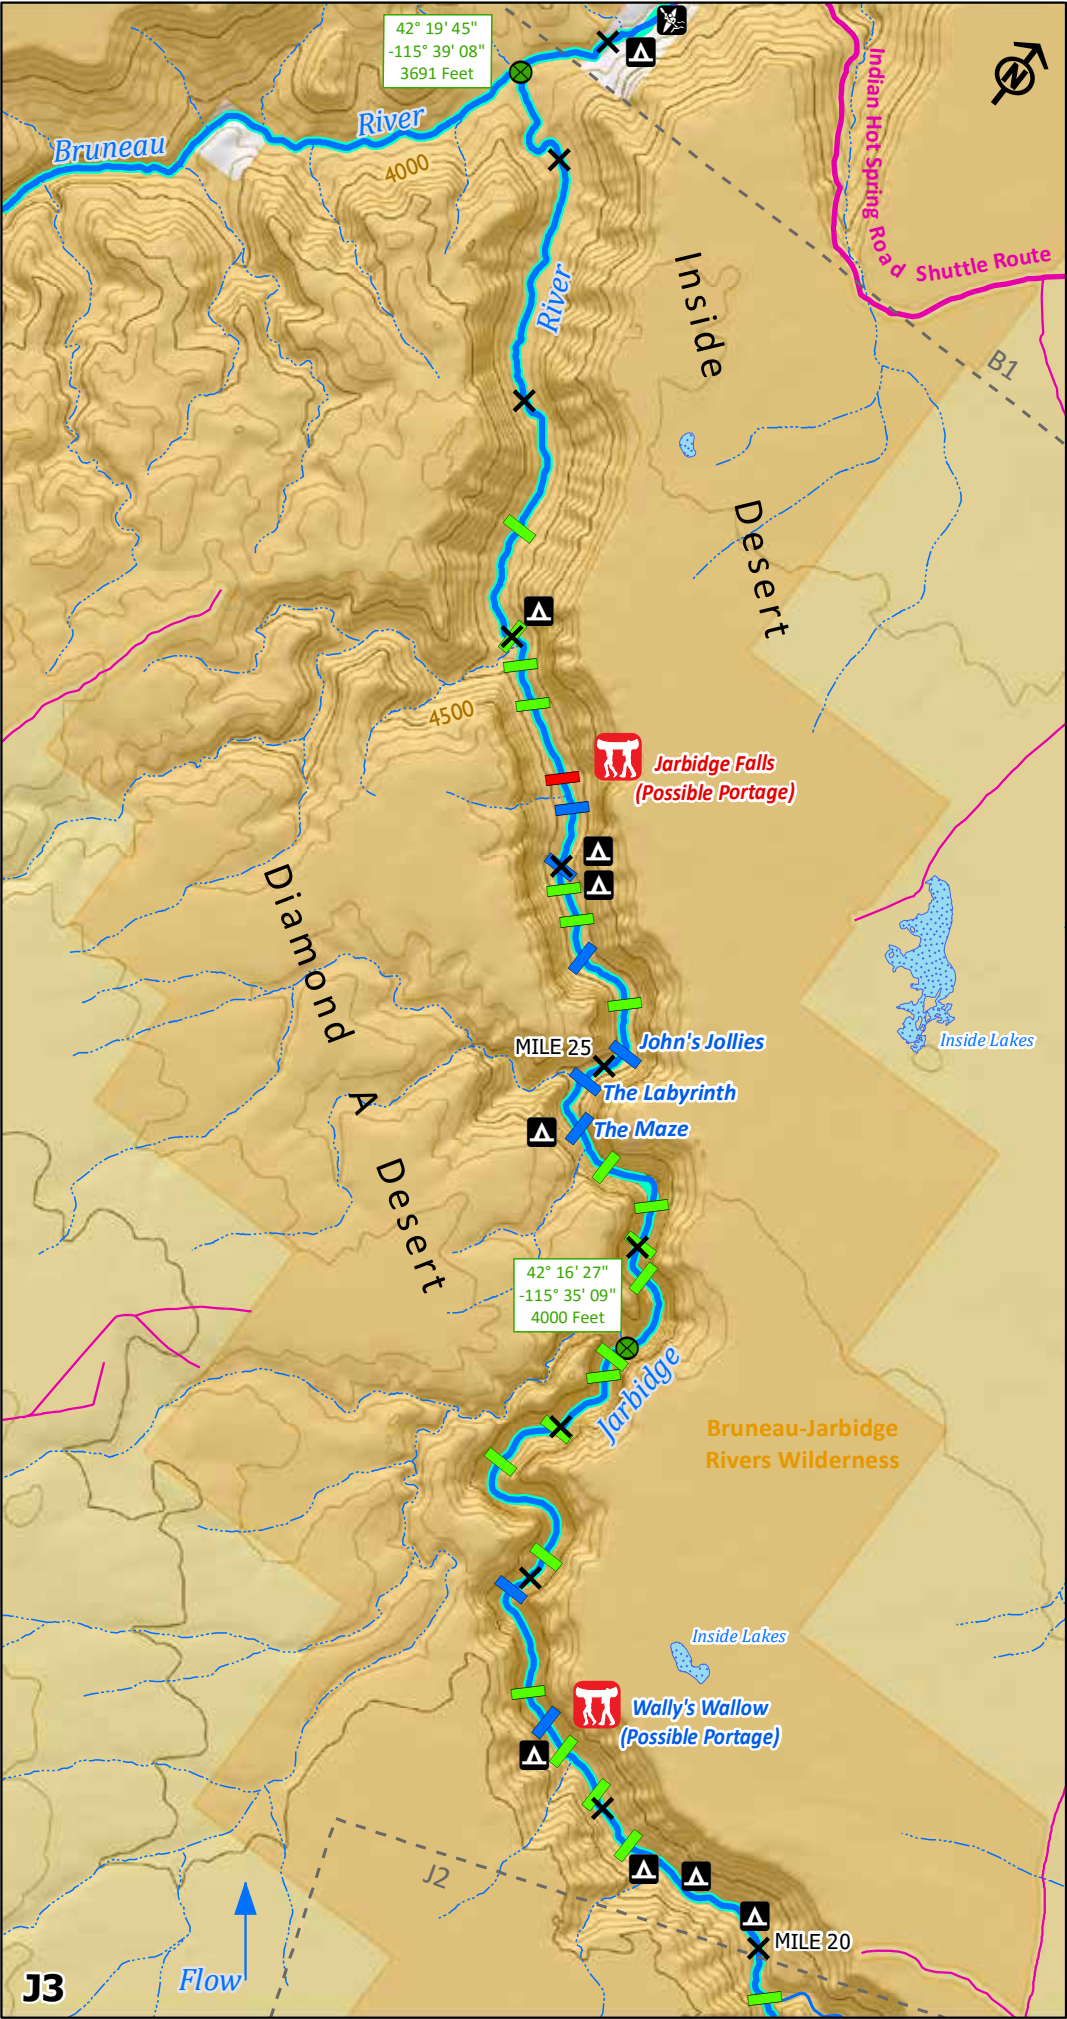 42° 19' 45"
-115° 39' 08"
3691 Feet
N
Bruneau
River
Indian Hot Spring Road
4000
Shuttle Route
Inside
River
B1
Desert
4500
Jarbidge Falls
(Possible Portage)
Diamond
MILE 25
John's Jollies
Inside Lakes
The Labyrinth
A
The Maze
Desert
42° 16' 27"
-115° 35' 09"
4000 Feet
Jarbidge
Bruneau-Jarbidge
Rivers Wilderness
Inside Lakes
Wally's Wallow
(Possible Portage)
J2
MILE 20
Flow
J3